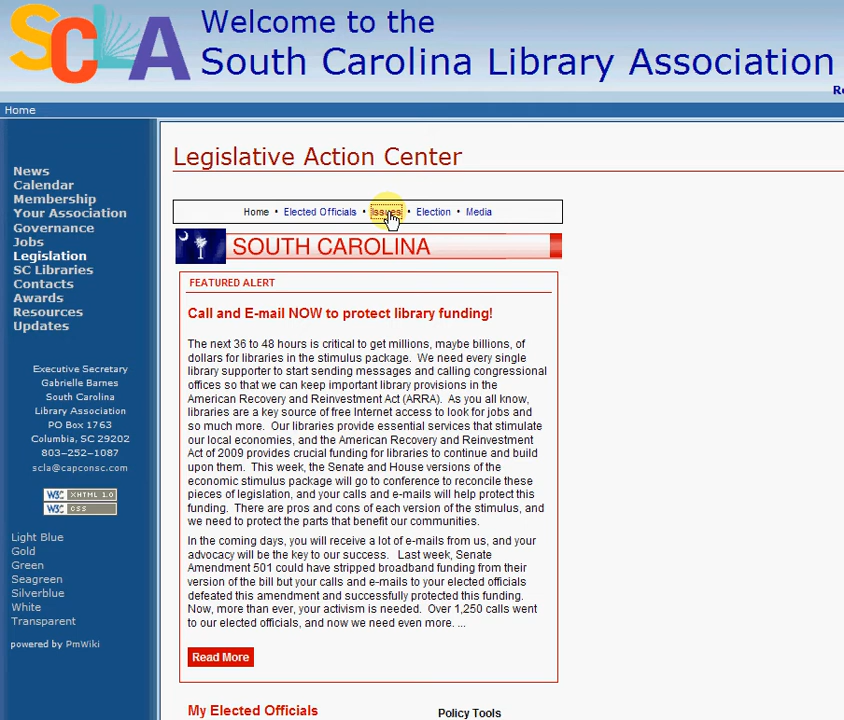 SCLA
Welcome to the
South Carolina Library Association
Home
News
Calendar
Membership
Your Association
Governance
Jobs
Legislation
SC Libraries
Contacts
Awards
Resources
Updates
Executive Secretary
Gabrielle Barnes
South Carolina
Library Association
PO Box 1763
Columbia, SC 29202
803-252-1087
scla@capconsc.com
W3C XHTML 1.0
W3C CSS
Light Blue
Gold
Green
Seagreen
Silverblue
White
Transparent
powered by PmWiki
Legislative Action Center
Home • Elected Officials • Issues • Election • Media
SOUTH CAROLINA
FEATURED ALERT
Call and E-mail NOW to protect library funding!
The next 36 to 48 hours is critical to get millions, maybe billions, of
dollars for libraries in the stimulus package. We need every single
library supporter to start sending messages and calling congressional
offices so that we can keep important library provisions in the
American Recovery and Reinvestment Act (ARRA). As you all know,
libraries are a key source of free Internet access to look for jobs and
so much more. Our libraries provide essential services that stimulate
our local economies, and the American Recovery and Reinvestment
Act of 2009 provides crucial funding for libraries to continue and build
upon them. This week, the Senate and House versions of the
economic stimulus package will go to conference to reconcile these
pieces of legislation, and your calls and e-mails will help protect this
funding. There are pros and cons of each version of the stimulus, and
we need to protect the parts that benefit our communities.
In the coming days, you will receive a lot of e-mails from us, and your
advocacy will be the key to our success. Last week, Senate
Amendment 501 could have stripped broadband funding from their
version of the bill but your calls and e-mails to your elected officials
defeated this amendment and successfully protected this funding.
Now, more than ever, your activism is needed. Over 1,250 calls went
to our elected officials, and now we need even more. ...
Read More
My Elected Officials
Policy Tools